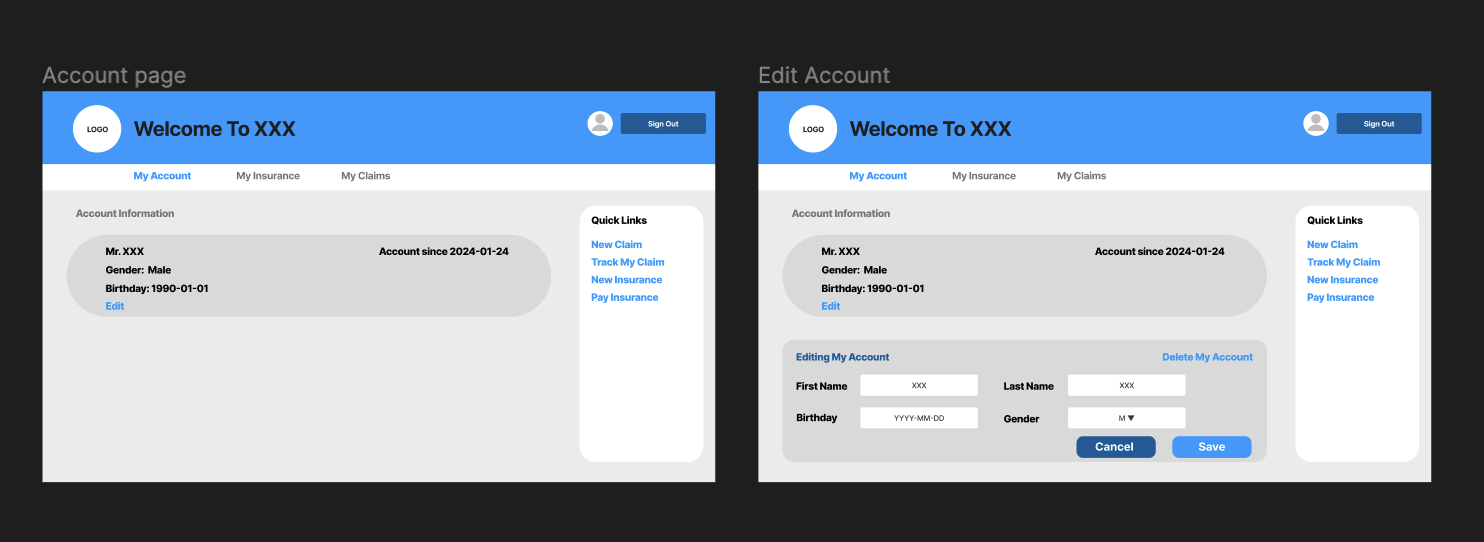 Account page
LOGO
Welcome To XXX
Sign Out
My Account My Insurance My Claims
Account Information
Mr. XXX Account since 2024-01-24
Gender: Male
Birthday: 1990-01-01
Edit
Quick Links
New Claim
Track My Claim
New Insurance
Pay Insurance
Edit Account
LOGO
Welcome To XXX
Sign Out
My Account My Insurance My Claims
Account Information
Mr. XXX Account since 2024-01-24
Gender: Male
Birthday: 1990-01-01
Edit
Editing My Account Delete My Account
First Name XXX Last Name XXX
Birthday YYYY-MM-DD Gender M ▼
Cancel Save
Quick Links
New Claim
Track My Claim
New Insurance
Pay Insurance